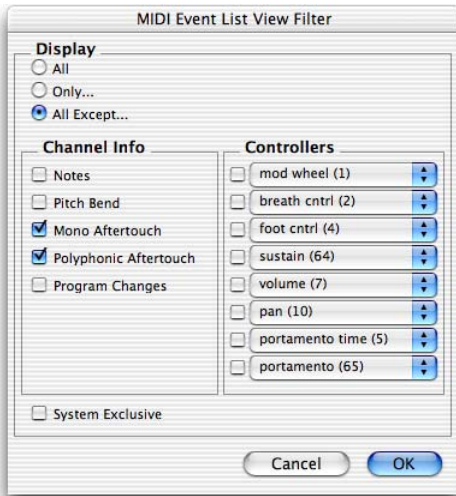 MIDI Event List View Filter
Display
All
Only...
All Except...
Channel Info
Notes
Pitch Bend
Mono Aftertouch
Polyphonic Aftertouch
Program Changes
Controllers
mod wheel (1)
breath cntrl (2)
foot cntrl (4)
sustain (64)
volume (7)
pan (10)
portamento time (5)
portamento (65)
System Exclusive
Cancel
OK